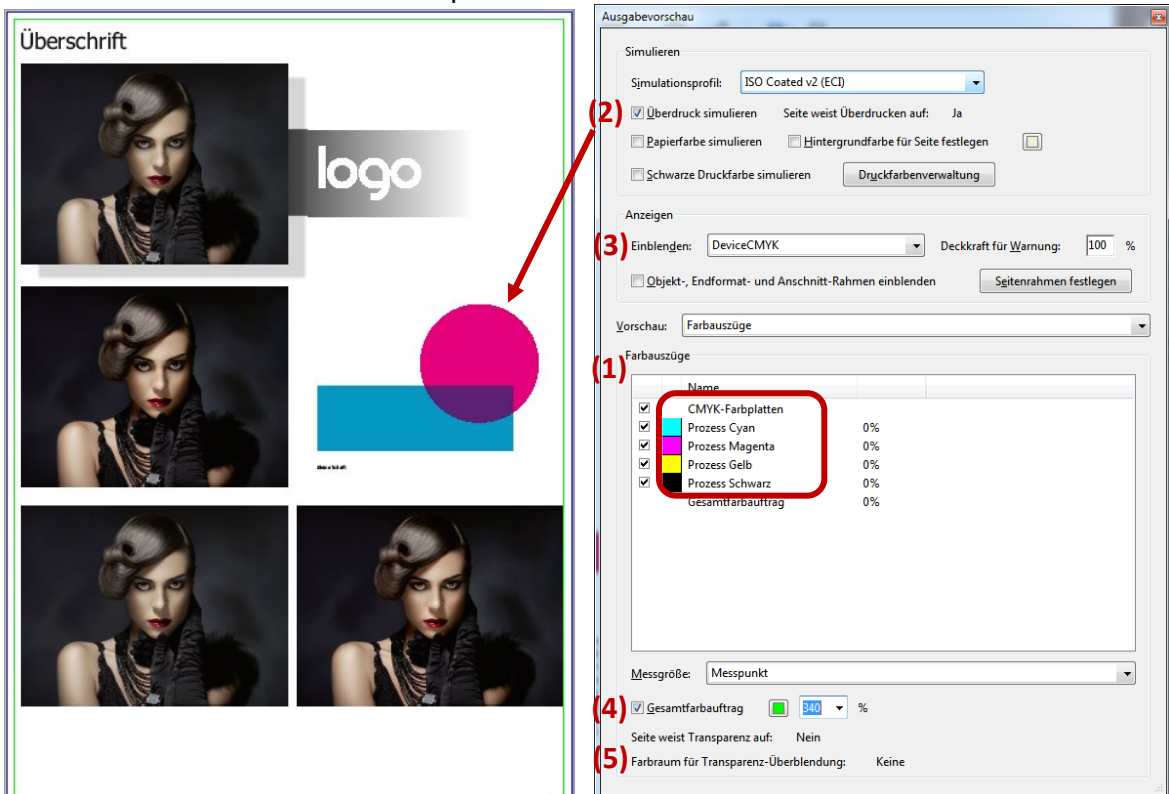 Überschrift
logo
Ausgabevorschau
Simulieren
Simulationsprofil: ISO Coated v2 (ECI)
(2) Überdruck simulieren Seite weist Überdrucken auf: Ja
Papierfarbe simulieren Hintergrundfarbe für Seite festlegen
Schwarze Druckfarbe simulieren Druckfarbenverwaltung
Anzeigen
(3) Einblenden: DeviceCMYK Deckkraft für Warnung: 100 %
Objekt-, Endformat- und Anschnitt-Rahmen einblenden Seitenrahmen festlegen
Vorschau: Farbauszüge
(1) Farbauszüge
Name
CMYK-Farbplatten
Prozess Cyan 0%
Prozess Magenta 0%
Prozess Gelb 0%
Prozess Schwarz 0%
Gesamtfarbauftrag 0%
Messgröße: Messpunkt
(4) Gesamtfarbauftrag 340 %
Seite weist Transparenz auf: Nein
(5) Farbraum für Transparenz-Überblendung: Keine